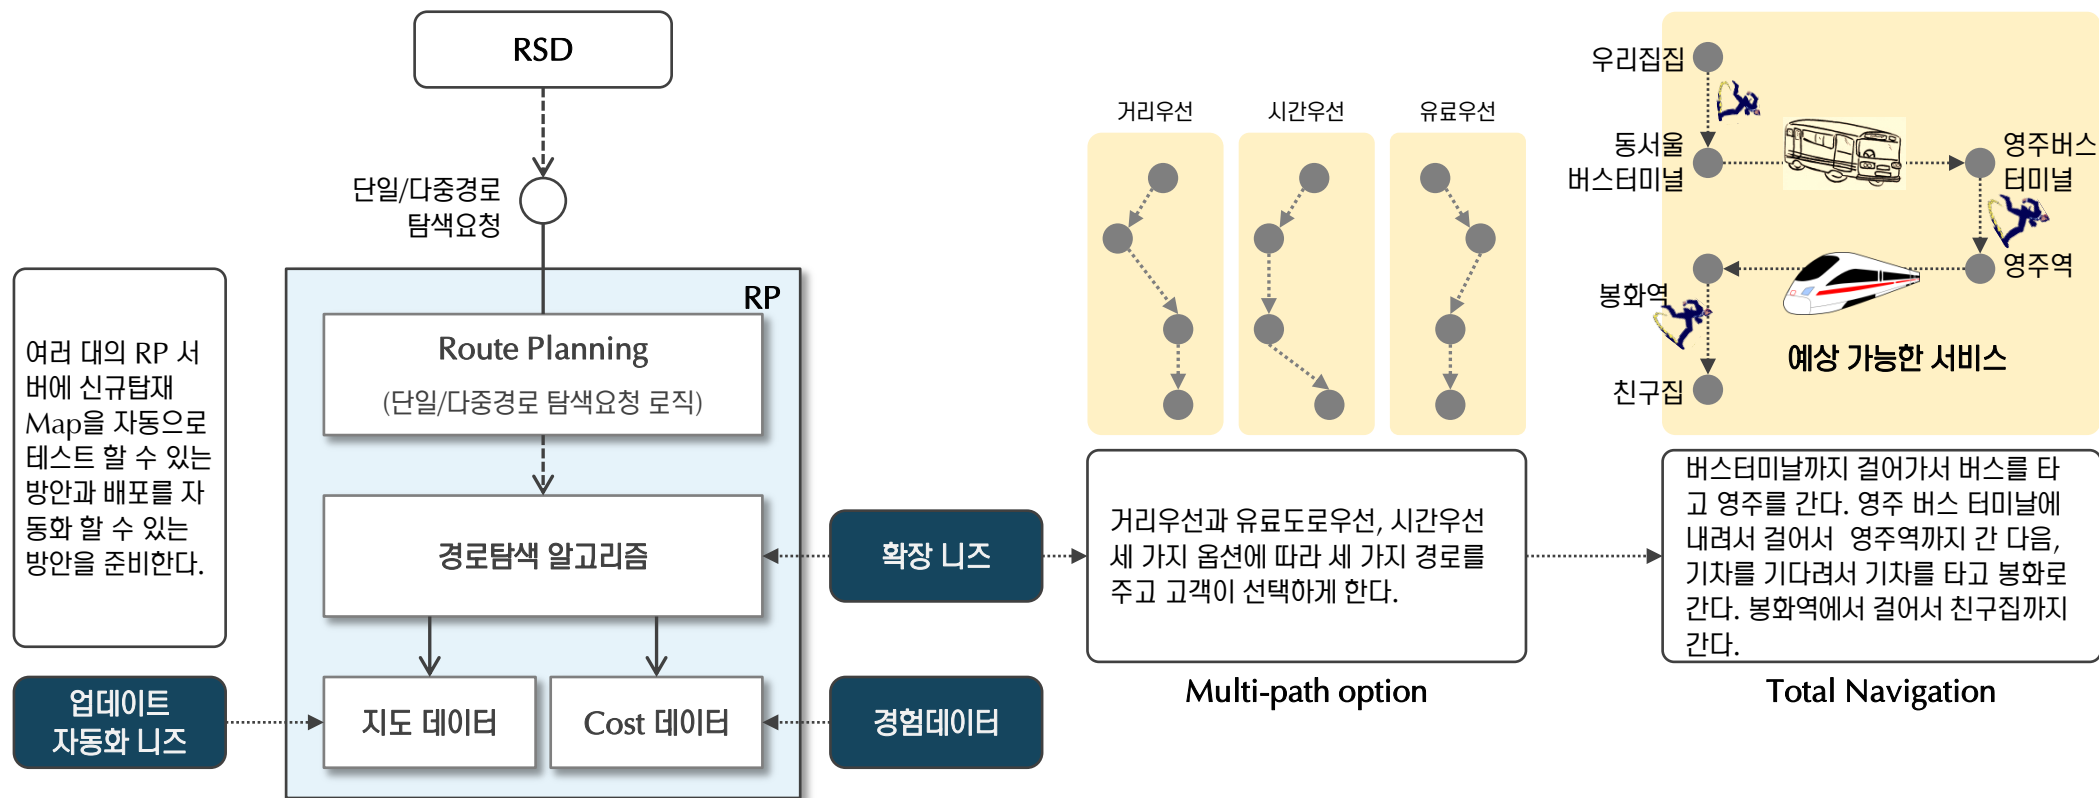 RSD
단일/다중경로
탐색요청
여러 대의 RP 서
버에 신규탑재
Map을 자동으로
테스트 할 수 있는
방안과 배포를 자
동화 할 수 있는
방안을 준비한다.
업데이트
자동화 니즈
RP
Route Planning
(단일/다중경로 탐색요청 로직)
경로탐색 알고리즘
지도 데이터
Cost 데이터
확장 니즈
경험데이터
거리우선
시간우선
유료우선
거리우선과 유료도로우선, 시간우선
세 가지 옵션에 따라 세 가지 경로를
주고 고객이 선택하게 한다.
Multi-path option
우리집집
동서울
버스터미널
영주버스
터미널
영주역
봉화역
친구집
예상 가능한 서비스
버스터미날까지 걸어가서 버스를 타
고 영주를 간다. 영주 버스 터미날에
내려서 걸어서 영주역까지 간 다음,
기차를 기다려서 기차를 타고 봉화로
간다. 봉화역에서 걸어서 친구집까지
간다.
Total Navigation